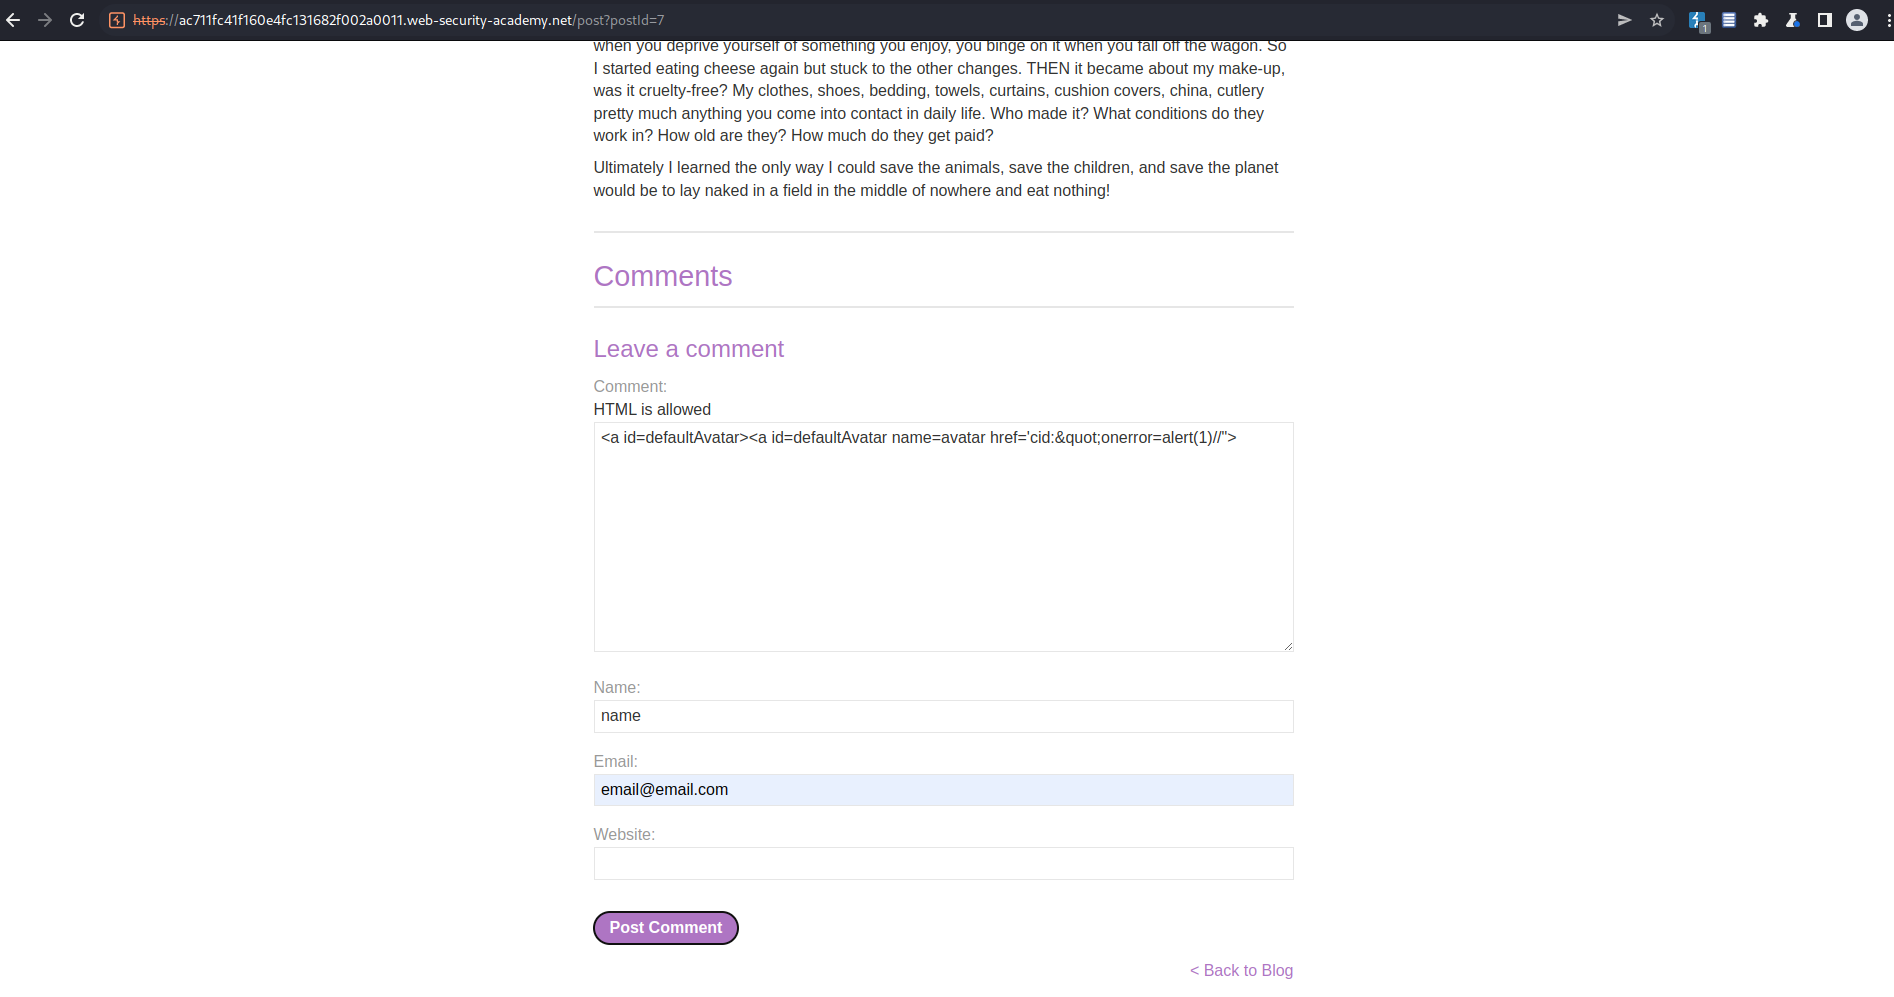 https://ac711fc41f160e4fc131682f002a0011.web-security-academy.net/post?postId=7
1
when you deprive yourself of something you enjoy, you binge on it when you fall off the wagon. So
I started eating cheese again but stuck to the other changes. THEN it became about my make-up,
was it cruelty-free? My clothes, shoes, bedding, towels, curtains, cushion covers, china, cutlery
pretty much anything you come into contact in daily life. Who made it? What conditions do they
work in? How old are they? How much do they get paid?
Ultimately I learned the only way I could save the animals, save the children, and save the planet
would be to lay naked in a field in the middle of nowhere and eat nothing!
Comments
Leave a comment
Comment:
HTML is allowed
<a id=defaultAvatar><a id=defaultAvatar name=avatar href='cid:&quot;onerror=alert(1)//">
Name:
name
Email:
email@email.com
Website:
Post Comment
< Back to Blog